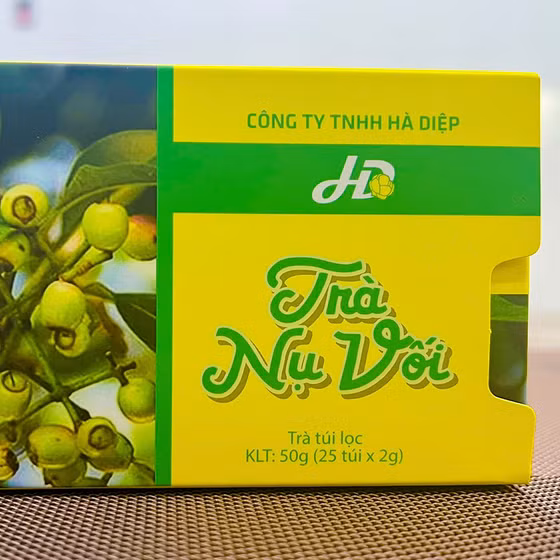 CÔNG TY TNHH HÀ DIỆP
HD
Trà
Nụ Vối
Trà túi lọc
KLT: 50g (25 túi x 2g)